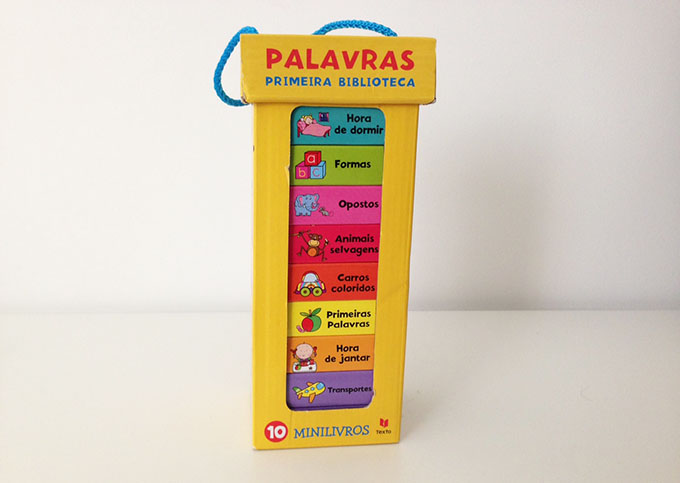 PALAVRAS
PRIMEIRA BIBLIOTECA
Hora
de dormir
a
b c
Formas
Opostos
Animais
selvagens
Carros
coloridos
Primeiras
Palavras
Hora
de jantar
Transportes
10 MINILIVROS
TEXTO